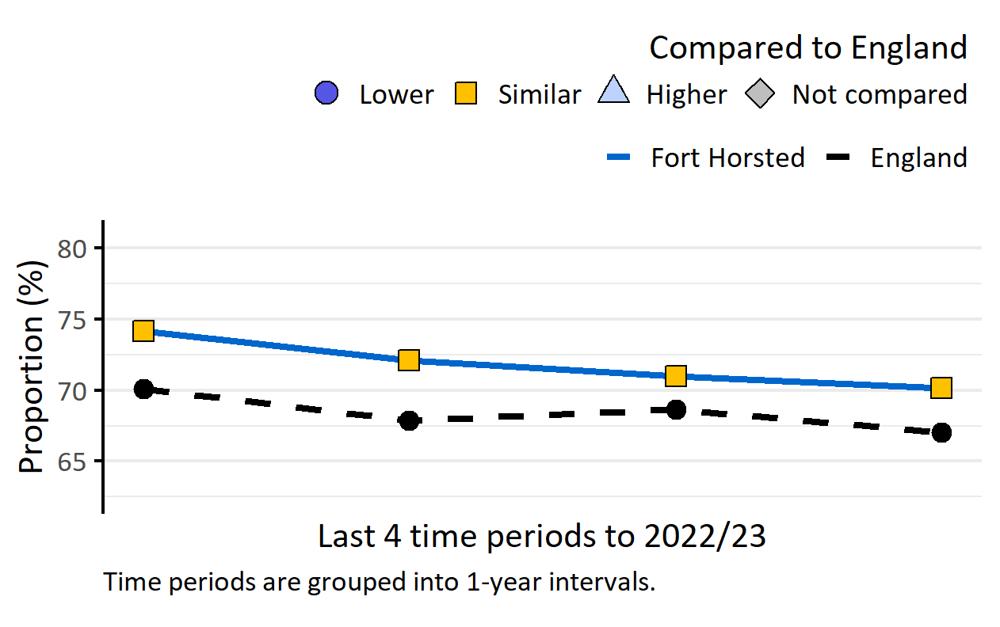 Compared to England
Lower Similar Higher Not compared
Fort Horsted England
80
75
70
65
Proportion (%)
Last 4 time periods to 2022/23
Time periods are grouped into 1-year intervals.